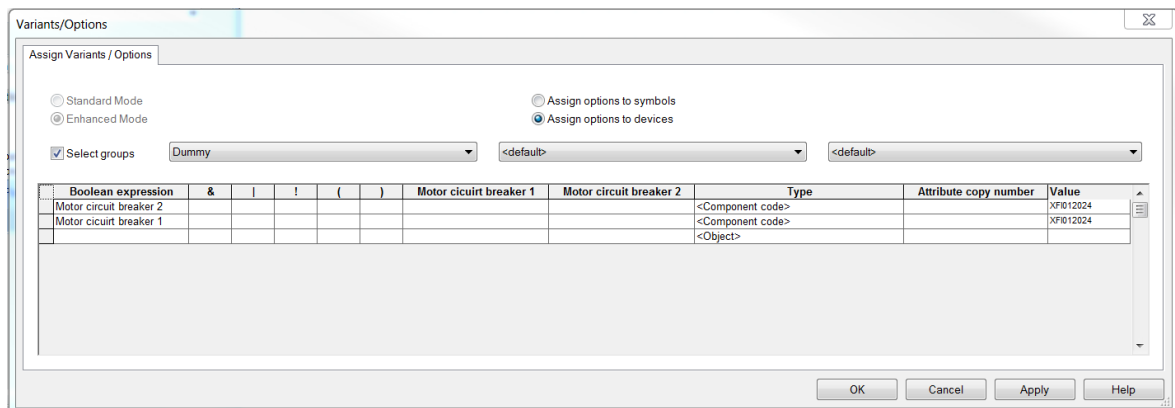 Variants/Options
Assign Variants / Options
Standard Mode
Assign options to symbols
Enhanced Mode
Assign options to devices
Select groups Dummy <default> <default>
Boolean expression & | ! ( ) Motor cicuirt breaker 1 Motor circuit breaker 2 Type Attribute copy number Value
Motor circuit breaker 2 <Component code> XFI012024
Motor cicuirt breaker 1 <Component code> XFI012024
<Object>
OK Cancel Apply Help